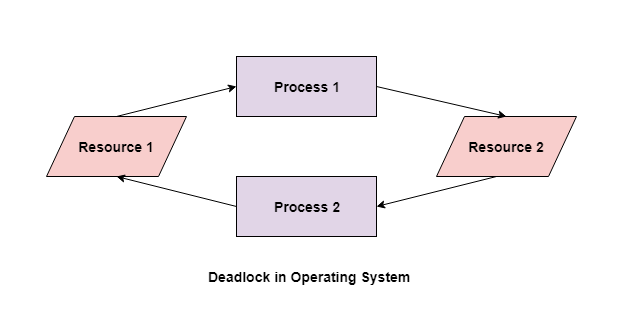 Process 1
Resource 1
Resource 2
Process 2
Deadlock in Operating System